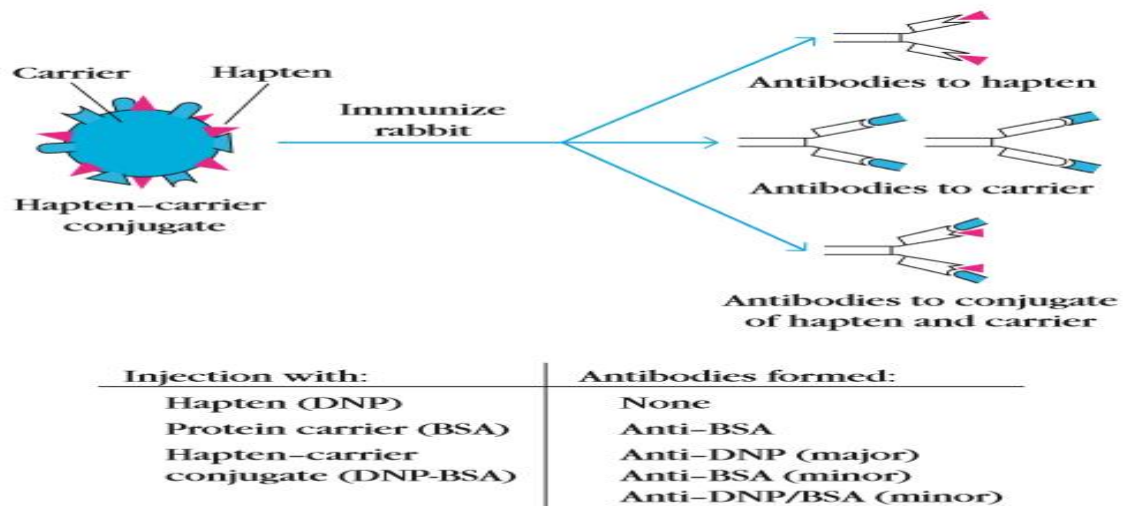 Carrier
Hapten
Immunize
rabbit
Hapten–carrier
conjugate
Antibodies to hapten
Antibodies to carrier
Antibodies to conjugate
of hapten and carrier
Injection with: Antibodies formed:
Hapten (DNP) None
Protein carrier (BSA) Anti–BSA
Hapten–carrier Anti–DNP (major)
conjugate (DNP-BSA) Anti–BSA (minor)
Anti–DNP/BSA (minor)